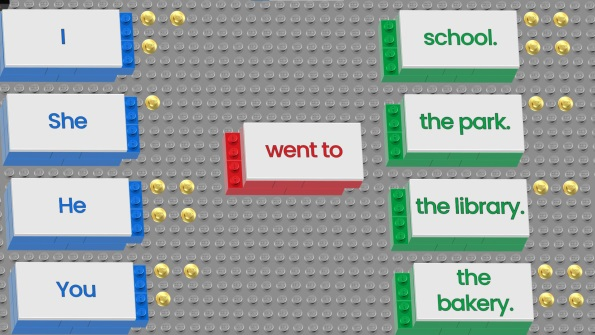 I
She
He
You
went to
school.
the park.
the library.
the
bakery.